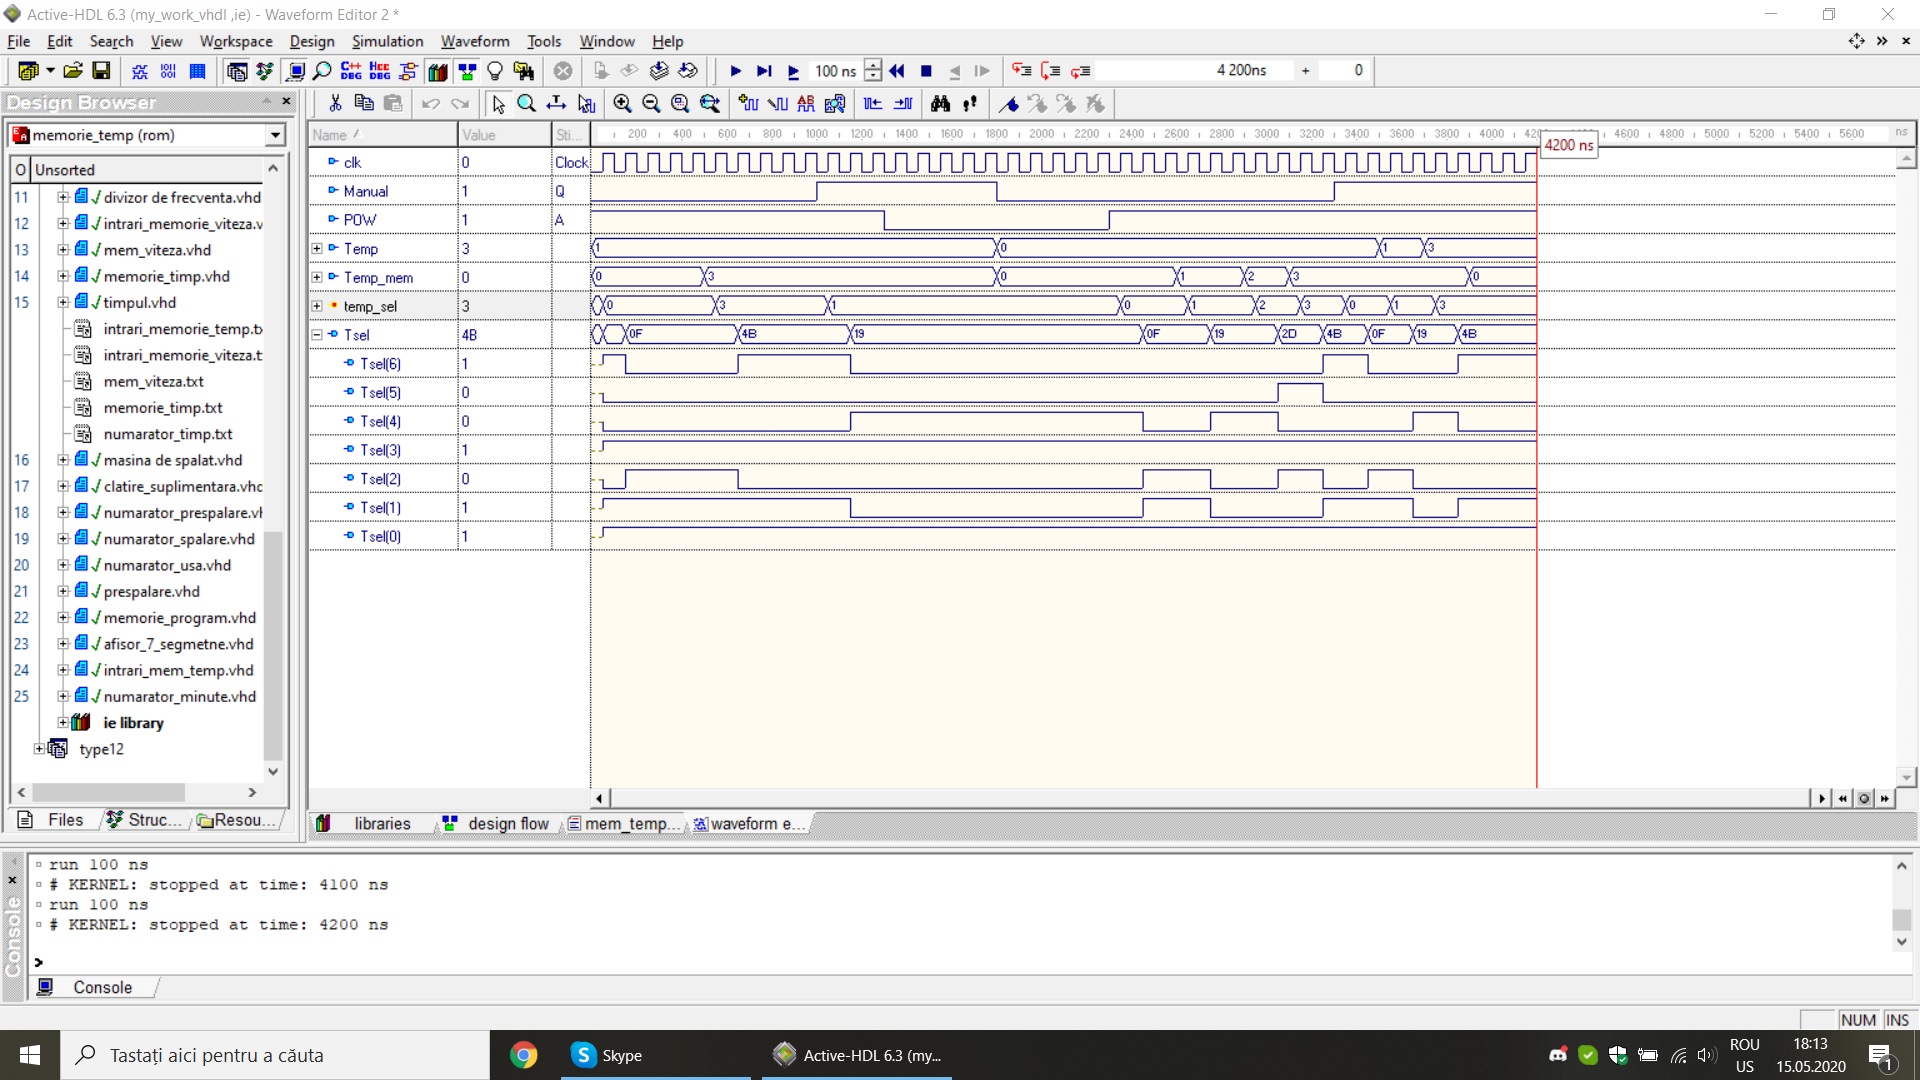 Active-HDL 6.3 (my_work_vhdl ,ie) - Waveform Editor 2 *
File Edit Search View Workspace Design Simulation Waveform Tools Window Help
100 ns 4 200ns + 0
Design Browser
memorie_temp (rom)
O Unsorted
11 divizor de frecventa.vhd
12 intrari_memorie_viteza.v
13 mem_viteza.vhd
14 memorie_timp.vhd
15 timpul.vhd
intrari_memorie_temp.tx
intrari_memorie_viteza.t
mem_viteza.txt
memorie_timp.txt
numarator_timp.txt
16 masina de spalat.vhd
17 clatire_suplimentara.vhd
18 numarator_prespalare.vh
19 numarator_spalare.vhd
20 numarator_usa.vhd
21 prespalare.vhd
22 memorie_program.vhd
23 afisor_7_segmetne.vhd
24 intrari_mem_temp.vhd
25 numarator_minute.vhd
ie library
type12
Files Struc... Resou...
Name Value Sti... 200 400 600 800 1000 1200 1400 1600 1800 2000 2200 2400 2600 2800 3000 3200 3400 3600 3800 4000 4600 4800 5000 5200 5400 5600 ns
4200 ns
clk 0 Clock
Manual 1 Q
POW 1 A
Temp 3 1 0 1 3
Temp_mem 0 0 3 0 1 2 3 0
temp_sel 3 0 3 1 0 1 2 3 0 1 3
Tsel 4B 0F 4B 19 0F 19 2D 4B 0F 19 4B
Tsel(6) 1
Tsel(5) 0
Tsel(4) 0
Tsel(3) 1
Tsel(2) 0
Tsel(1) 1
Tsel(0) 1
libraries design flow mem_temp... waveform e...
run 100 ns
# KERNEL: stopped at time: 4100 ns
run 100 ns
# KERNEL: stopped at time: 4200 ns
>
Console
Console
NUM INS
Tastați aici pentru a căuta
Skype
Active-HDL 6.3 (my...
ROU
US
18:13
15.05.2020
1